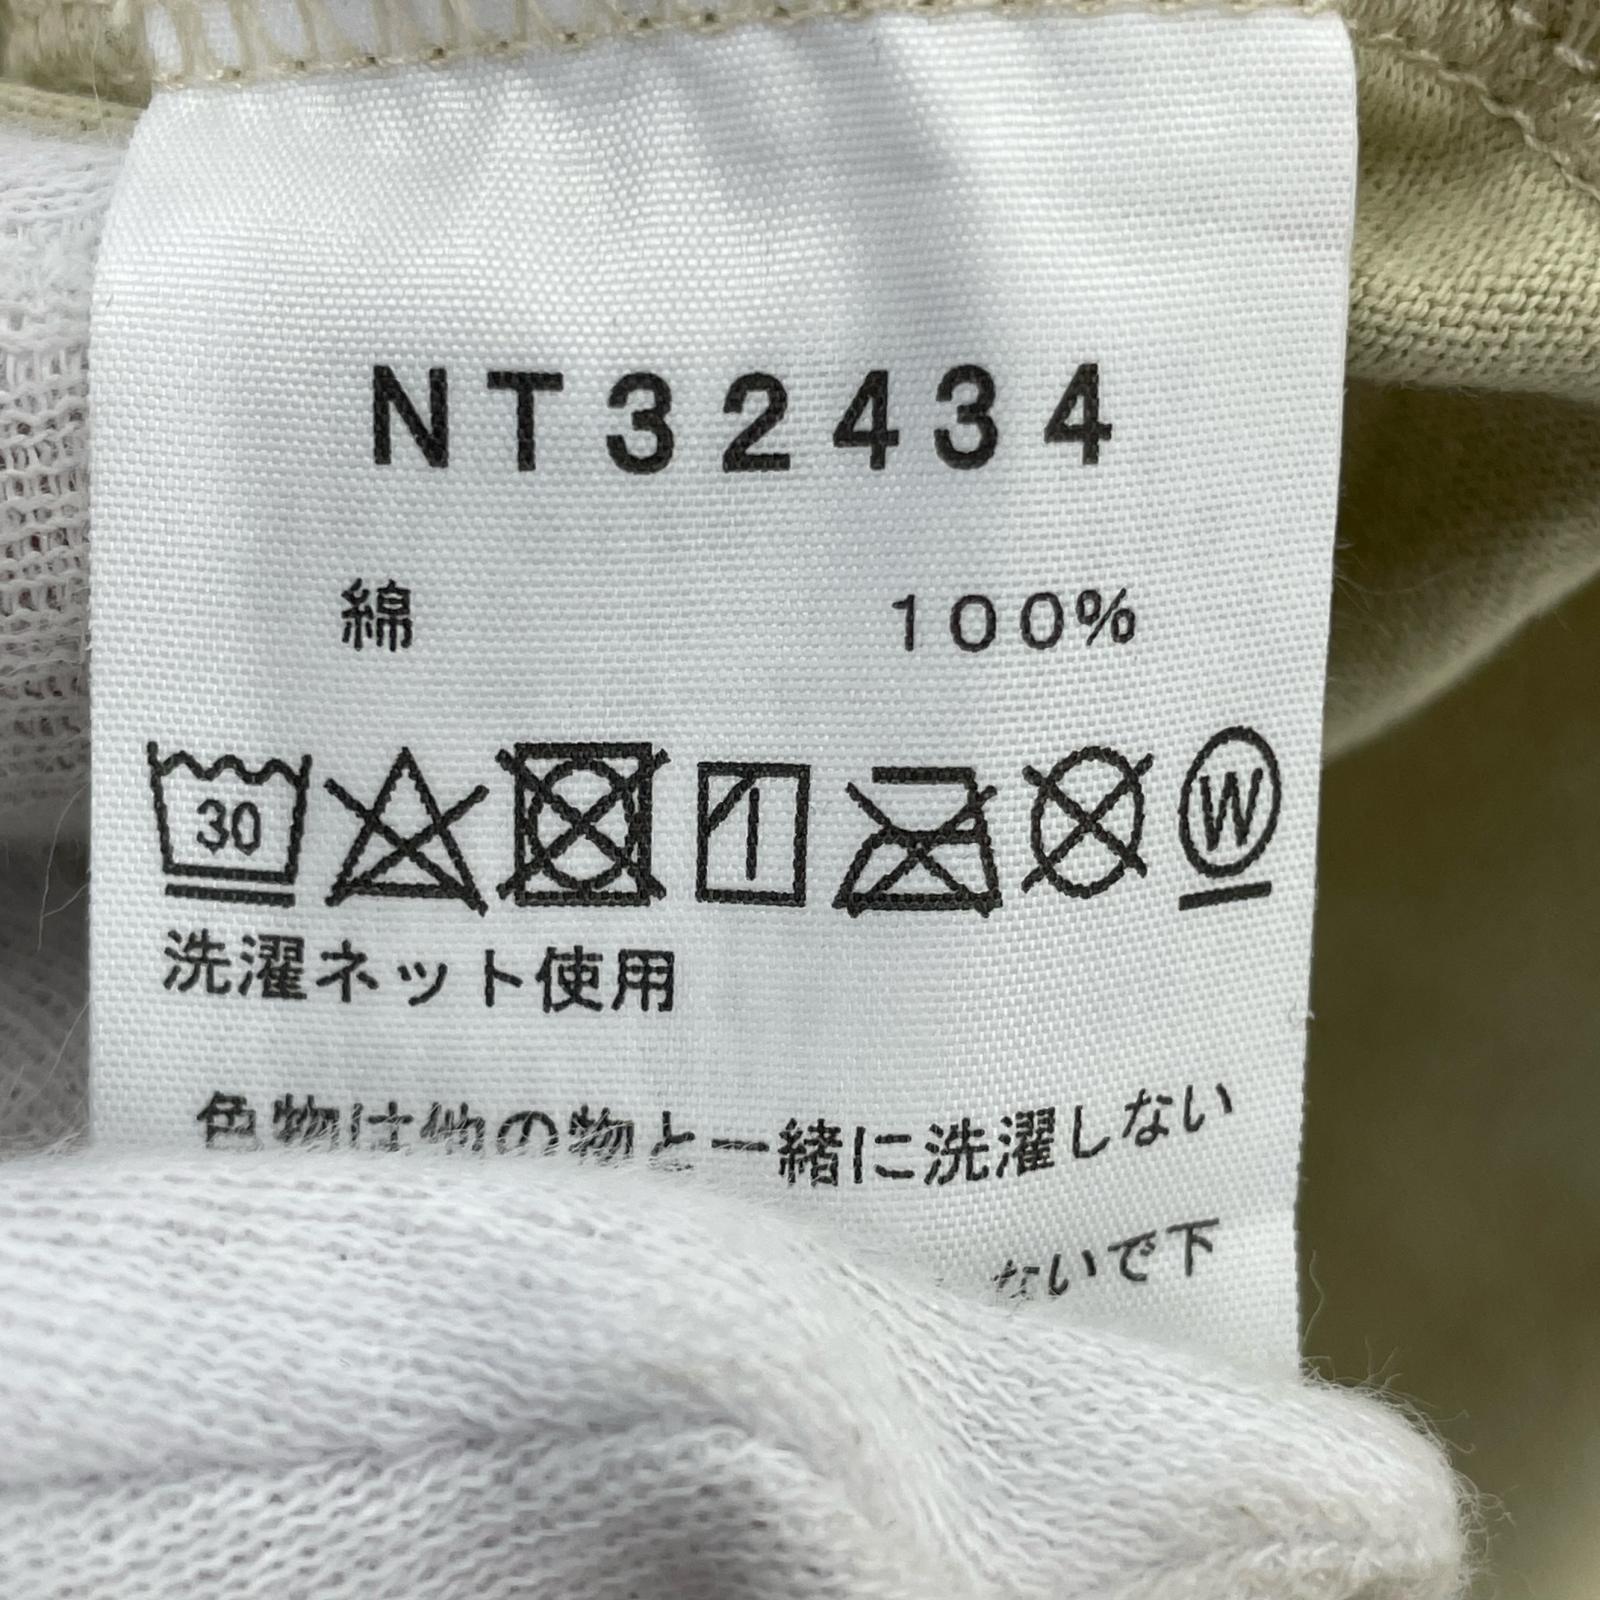 NT32434
綿 100%
30
W
洗濯ネット使用
色物は他の物と一緒に洗濯しない
ないで下